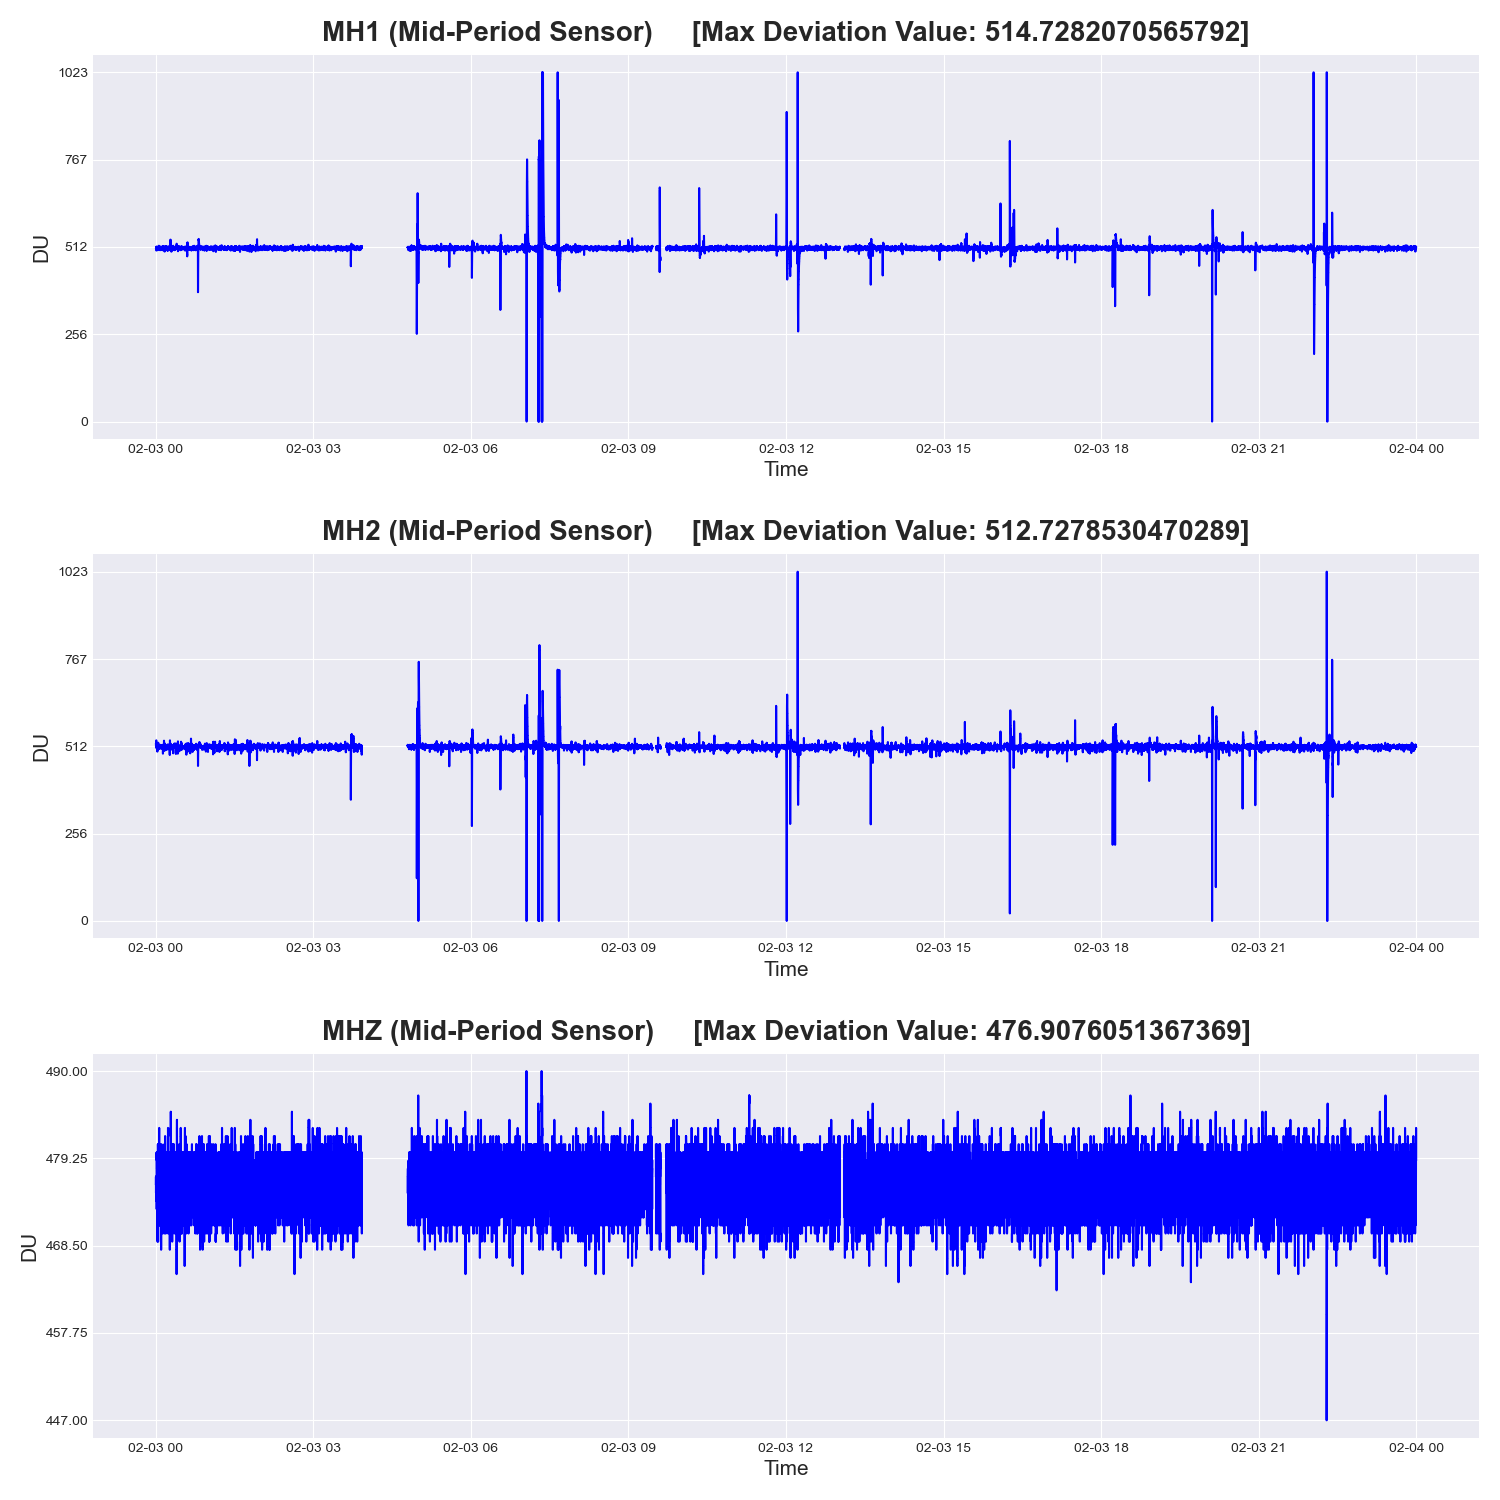 MH1 (Mid-Period Sensor)     [Max Deviation Value: 514.7282070565792]
1023
767
512
256
0
DU
02-03 00 02-03 03 02-03 06 02-03 09 02-03 12 02-03 15 02-03 18 02-03 21 02-04 00
Time
MH2 (Mid-Period Sensor)     [Max Deviation Value: 512.7278530470289]
1023
767
512
256
0
DU
02-03 00 02-03 03 02-03 06 02-03 09 02-03 12 02-03 15 02-03 18 02-03 21 02-04 00
Time
MHZ (Mid-Period Sensor)     [Max Deviation Value: 476.9076051367369]
490.00
479.25
468.50
457.75
447.00
DU
02-03 00 02-03 03 02-03 06 02-03 09 02-03 12 02-03 15 02-03 18 02-03 21 02-04 00
Time